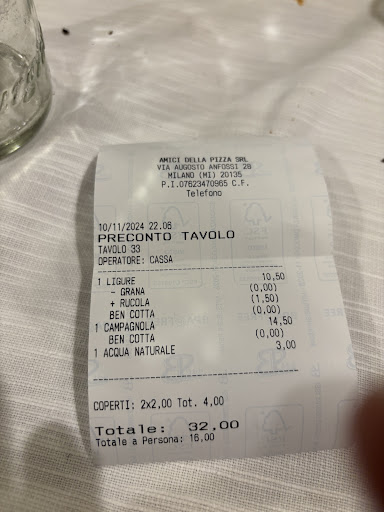 AMICI DELLA PIZZA SRL
VIA AUGOSTO ANFOSSI 28
MILANO (MI) 20135
P.I.07623470965 C.F.
Telefono
10/11/2024 22.06
PRECONTO TAVOLO
TAVOLO 33
OPERATORE: CASSA
1 LIGURE 10,50
- GRANA (0,00)
+ RUCOLA (1,50)
BEN COTTA (0,00)
1 CAMPAGNOLA 14,50
BEN COTTA (0,00)
1 ACQUA NATURALE 3,00
COPERTI: 2x2,00 Tot. 4,00
Totale: 32,00
Totale a Persona: 16,00